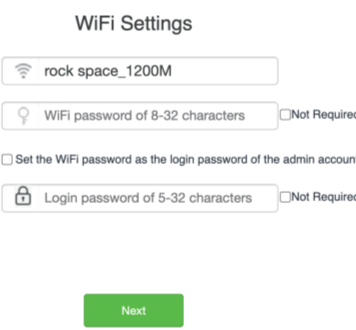 WiFi Settings
rock space_1200M
WiFi password of 8-32 characters Not Required
Set the WiFi password as the login password of the admin account
Login password of 5-32 characters Not Required
Next